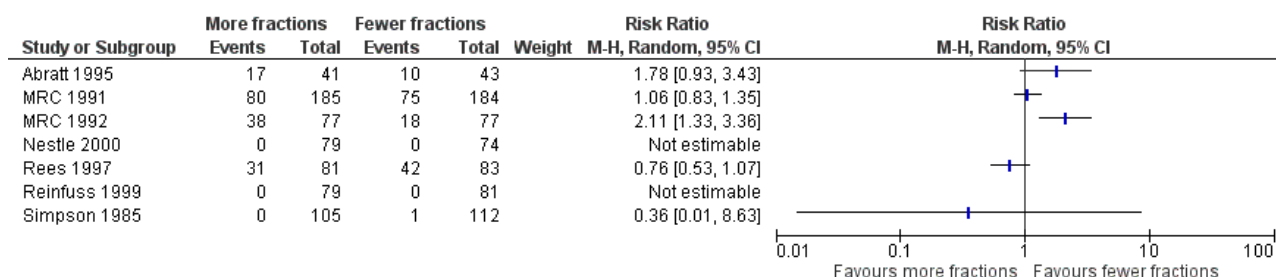 More fractions Fewer fractions Risk Ratio Risk Ratio
Study or Subgroup Events Total Events Total Weight M-H, Random, 95% CI M-H, Random, 95% CI
Abratt 1995 17 41 10 43 1.78 [0.93, 3.43]
MRC 1991 80 185 75 184 1.06 [0.83, 1.35]
MRC 1992 38 77 18 77 2.11 [1.33, 3.36]
Nestle 2000 0 79 0 74 Not estimable
Rees 1997 31 81 42 83 0.76 [0.53, 1.07]
Reinfuss 1999 0 79 0 81 Not estimable
Simpson 1985 0 105 1 112 0.36 [0.01, 8.63]
0.01 0.1 1 10 100
Favours more fractions Favours fewer fractions